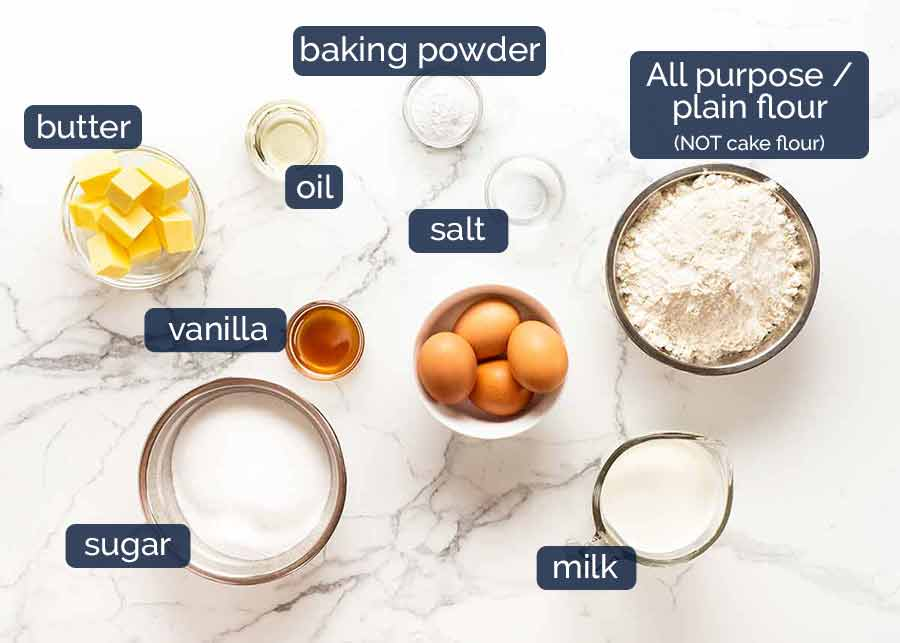 baking powder
All purpose /
plain flour
(NOT cake flour)
butter
oil
salt
vanilla
sugar
milk